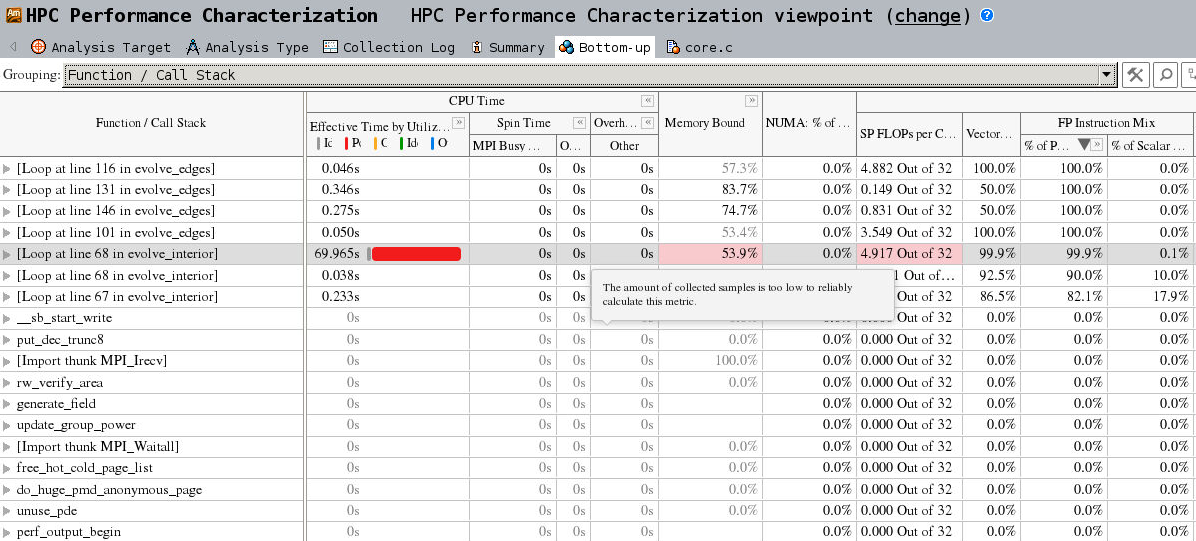 HPC Performance Characterization HPC Performance Characterization viewpoint (change) ?
Analysis Target Analysis Type Collection Log Summary Bottom-up core.c
Grouping: Function / Call Stack
Function / Call Stack CPU Time Memory Bound NUMA: % of ... SP FLOPs per C... Vector... FP Instruction Mix
Effective Time by Utiliz... Spin Time Overh...
MPI Busy ... O... Other % of P... % of Scalar ...
[Loop at line 116 in evolve_edges] 0.046s 0s 0s 0s 57.3% 0.0% 4.882 Out of 32 100.0% 100.0% 0.0%
[Loop at line 131 in evolve_edges] 0.346s 0s 0s 0s 83.7% 0.0% 0.149 Out of 32 50.0% 100.0% 0.0%
[Loop at line 146 in evolve_edges] 0.275s 0s 0s 0s 74.7% 0.0% 0.831 Out of 32 50.0% 100.0% 0.0%
[Loop at line 101 in evolve_edges] 0.050s 0s 0s 0s 53.4% 0.0% 3.549 Out of 32 100.0% 100.0% 0.0%
[Loop at line 68 in evolve_interior] 69.965s 0s 0s 0s 53.9% 0.0% 4.917 Out of 32 99.9% 99.9% 0.1%
[Loop at line 68 in evolve_interior] 0.038s 0s 0s Out of... 92.5% 90.0% 10.0%
The amount of collected samples is too low to reliably
calculate this metric.
[Loop at line 67 in evolve_interior] 0.233s 0s 0s Out of 32 86.5% 82.1% 17.9%
__sb_start_write 0s 0s 0s 0s 0.0% Out of 32 0.0% 0.0% 0.0%
put_dec_trunc8 0s 0s 0s 0s 0.0% 0.0% 0.000 Out of 32 0.0% 0.0% 0.0%
[Import thunk MPI_Irecv] 0s 0s 0s 0s 100.0% 0.0% 0.000 Out of 32 0.0% 0.0% 0.0%
rw_verify_area 0s 0s 0s 0s 0.0% 0.0% 0.000 Out of 32 0.0% 0.0% 0.0%
generate_field 0s 0s 0s 0s 0.0% 0.000 Out of 32 0.0% 0.0% 0.0%
update_group_power 0s 0s 0s 0s 0.0% 0.000 Out of 32 0.0% 0.0% 0.0%
[Import thunk MPI_Waitall] 0s 0s 0s 0s 0.0% 0.0% 0.000 Out of 32 0.0% 0.0% 0.0%
free_hot_cold_page_list 0s 0s 0s 0s 0.0% 0.0% 0.000 Out of 32 0.0% 0.0% 0.0%
do_huge_pmd_anonymous_page 0s 0s 0s 0s 0.0% 0.0% 0.000 Out of 32 0.0% 0.0% 0.0%
unuse_pde 0s 0s 0s 0s 0.0% 0.0% 0.000 Out of 32 0.0% 0.0% 0.0%
perf_output_begin 0s 0s 0s 0s 0.0% 0.000 Out of 32 0.0% 0.0% 0.0%